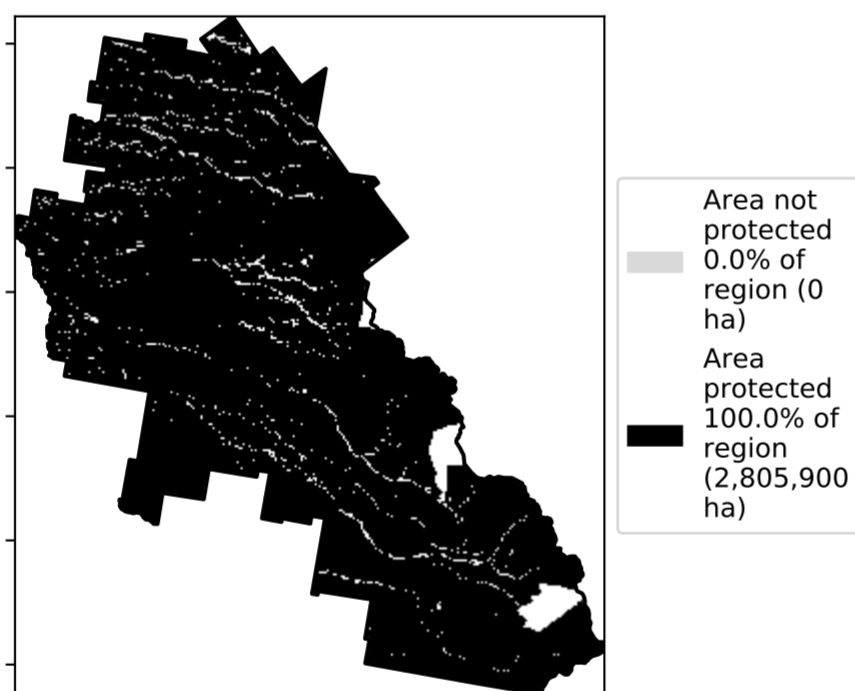 Area not
protected
0.0% of
region (0
ha)
Area
protected
100.0% of
region
(2,805,900
ha)